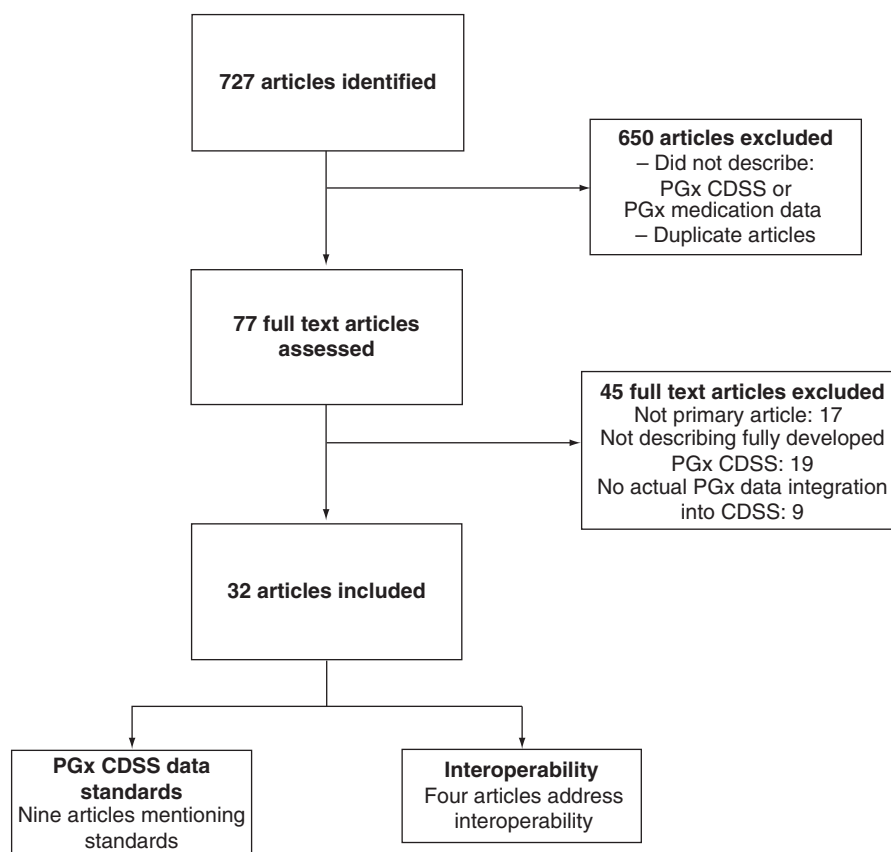 727 articles identified
650 articles excluded
– Did not describe:
PGx CDSS or
PGx medication data
– Duplicate articles
77 full text articles
assessed
45 full text articles excluded
Not primary article: 17
Not describing fully developed
PGx CDSS: 19
No actual PGx data integration
into CDSS: 9
32 articles included
PGx CDSS data
standards
Nine articles mentioning
standards
Interoperability
Four articles address
interoperability